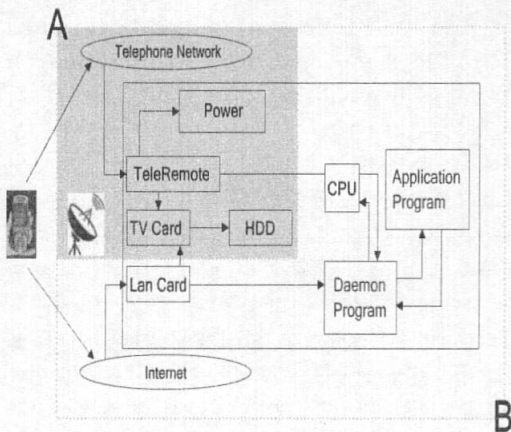 A
Telephone Network
Power
TeleRemote
CPU
Application
Program
TV Card
HDD
Lan Card
Daemon
Program
Internet
B